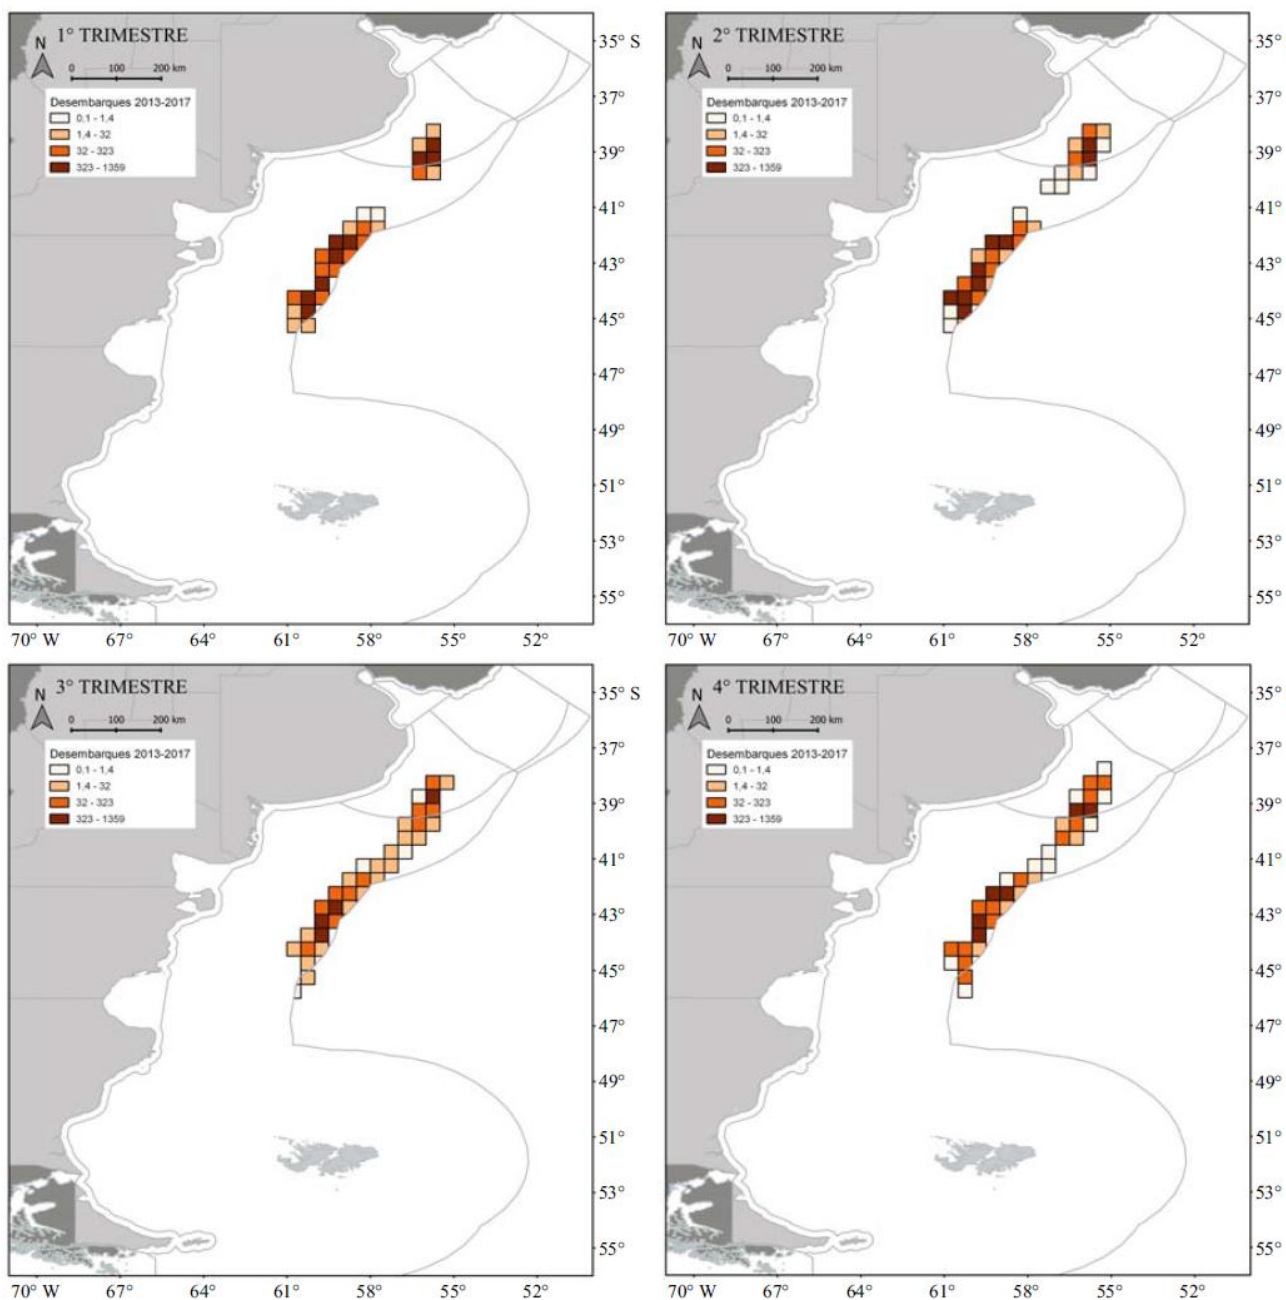 1° TRIMESTRE
N
0 100 200 km
Desembarques 2013-2017
0,1 - 1,4
1,4 - 32
32 - 323
323 - 1359
35° S
37°
39°
41°
43°
45°
47°
49°
51°
53°
55°
70° W 67° 64° 61° 58° 55° 52°
2° TRIMESTRE
N
0 100 200 km
Desembarques 2013-2017
0,1 - 1,4
1,4 - 32
32 - 323
323 - 1359
35°
37°
39°
41°
43°
45°
47°
49°
51°
53°
55°
70° W 67° 64° 61° 58° 55° 52°
3° TRIMESTRE
N
0 100 200 km
Desembarques 2013-2017
0,1 - 1,4
1,4 - 32
32 - 323
323 - 1359
35° S
37°
39°
41°
43°
45°
47°
49°
51°
53°
55°
70° W 67° 64° 61° 58° 55° 52°
4° TRIMESTRE
N
0 100 200 km
Desembarques 2013-2017
0,1 - 1,4
1,4 - 32
32 - 323
323 - 1359
35°
37°
39°
41°
43°
45°
47°
49°
51°
53°
55°
70° W 67° 64° 61° 58° 55° 52°